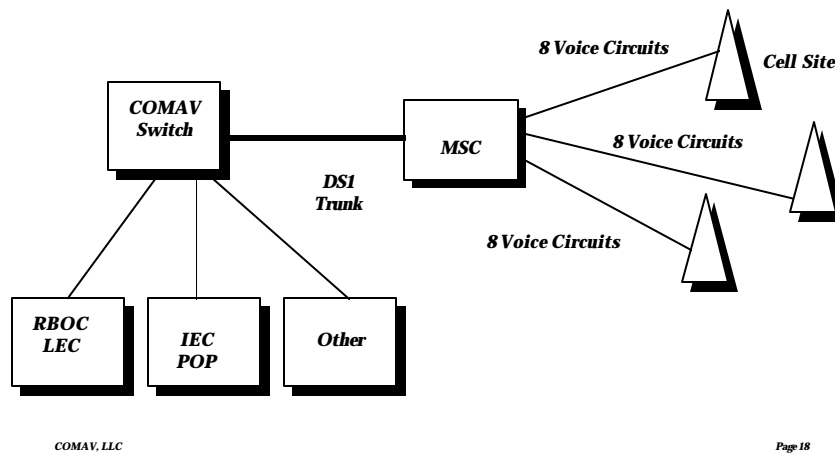 8 Voice Circuits
Cell Site
COMAV
Switch
MSC
8 Voice Circuits
DS1
Trunk
8 Voice Circuits
RBOC
LEC
IEC
POP
Other
COMAV, LLC
Page 18